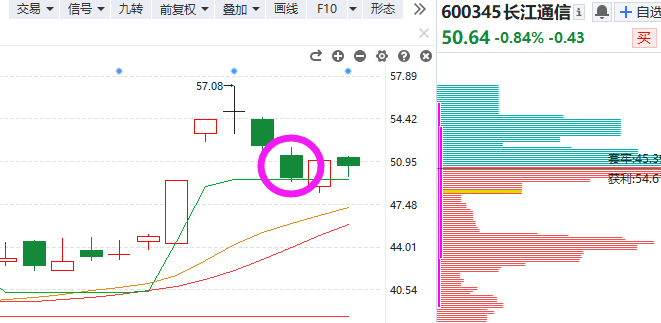 交易 信号 九转 前复权 叠加 画线 F10 形态
600345长江通信 自选
50.64 -0.84% -0.43 买
57.89
57.08
54.42
50.95
套牢:45.39
获利:54.6
47.48
44.01
40.54